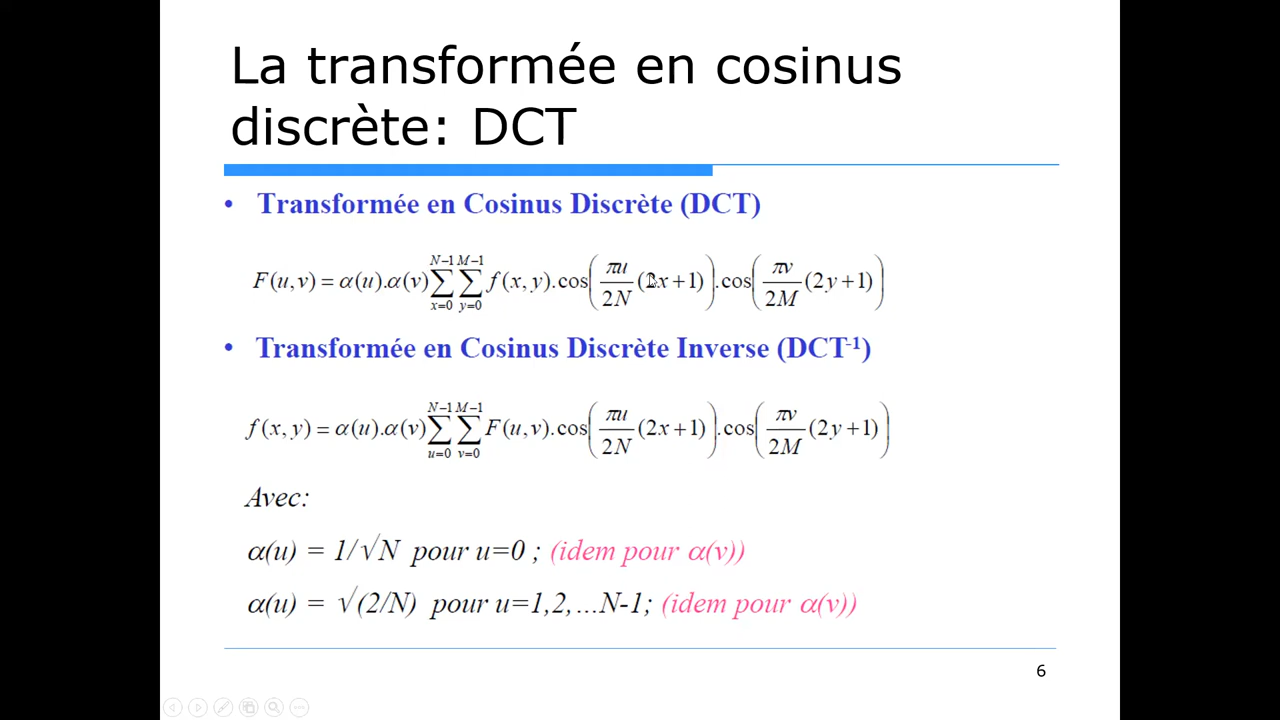 La transformée en cosinus
discrète: DCT
• Transformée en Cosinus Discrète (DCT)
F(u,v) = α(u).α(v) ∑_{x=0}^{N−1} ∑_{y=0}^{M−1} f(x,y).cos(πu/2N (2x+1)).cos(πv/2M (2y+1))
• Transformée en Cosinus Discrète Inverse (DCT⁻¹)
f(x,y) = α(u).α(v) ∑_{u=0}^{N−1} ∑_{v=0}^{M−1} F(u,v).cos(πu/2N (2x+1)).cos(πv/2M (2y+1))
Avec:
α(u) = 1/√N pour u=0 ; (idem pour α(v))
α(u) = √(2/N) pour u=1,2,…N-1; (idem pour α(v))
6